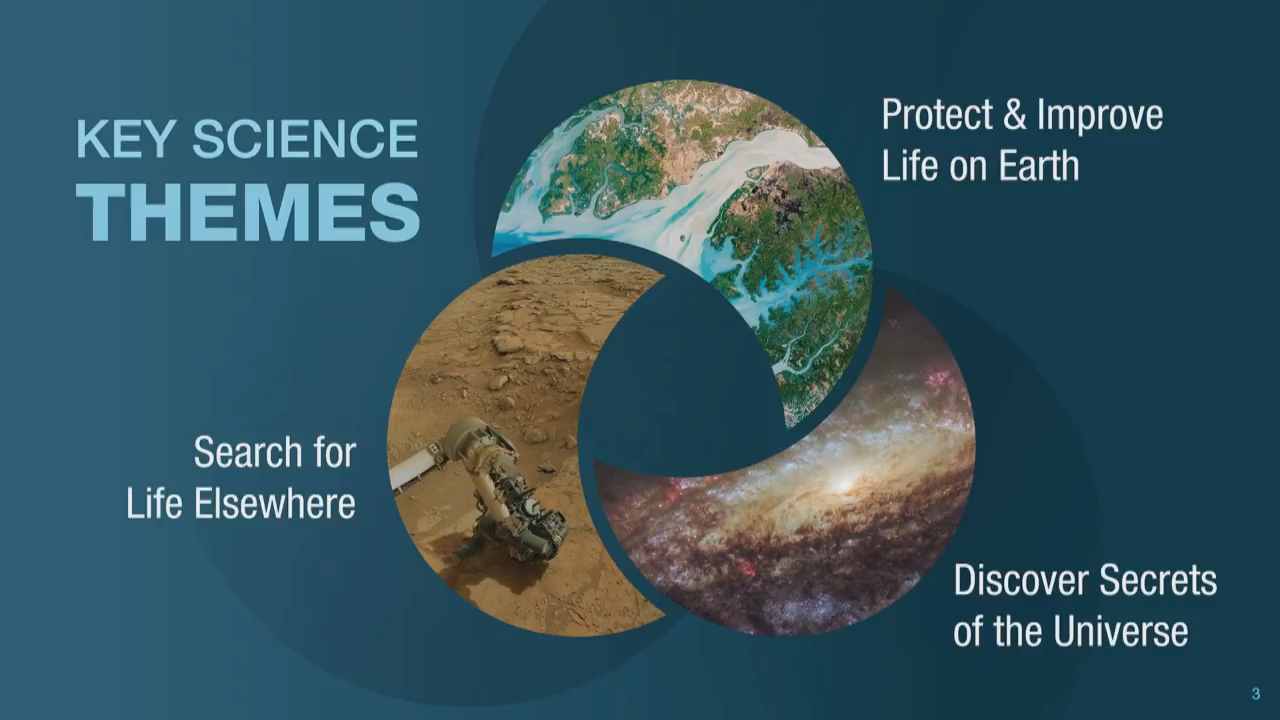 KEY SCIENCE
THEMES
Protect & Improve
Life on Earth
Search for
Life Elsewhere
Discover Secrets
of the Universe
3